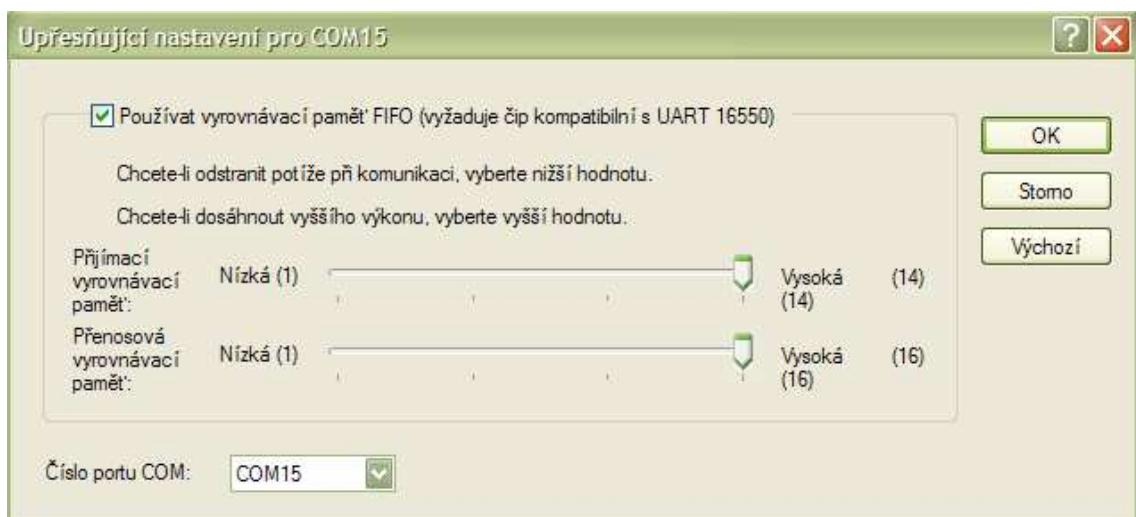 Upřesňující nastavení pro COM15
Používat vyrovnávací paměť FIFO (vyžaduje čip kompatibilní s UART 16550)
Chcete-li odstranit potíže při komunikaci, vyberte nižší hodnotu.
Chcete-li dosáhnout vyššího výkonu, vyberte vyšší hodnotu.
Přijímací
vyrovnávací
paměť:
Nízká (1)
Vysoká
(14)
(14)
Přenosová
vyrovnávací
paměť:
Nízká (1)
Vysoká
(16)
(16)
Číslo portu COM:
COM15
OK
Storno
Výchozí